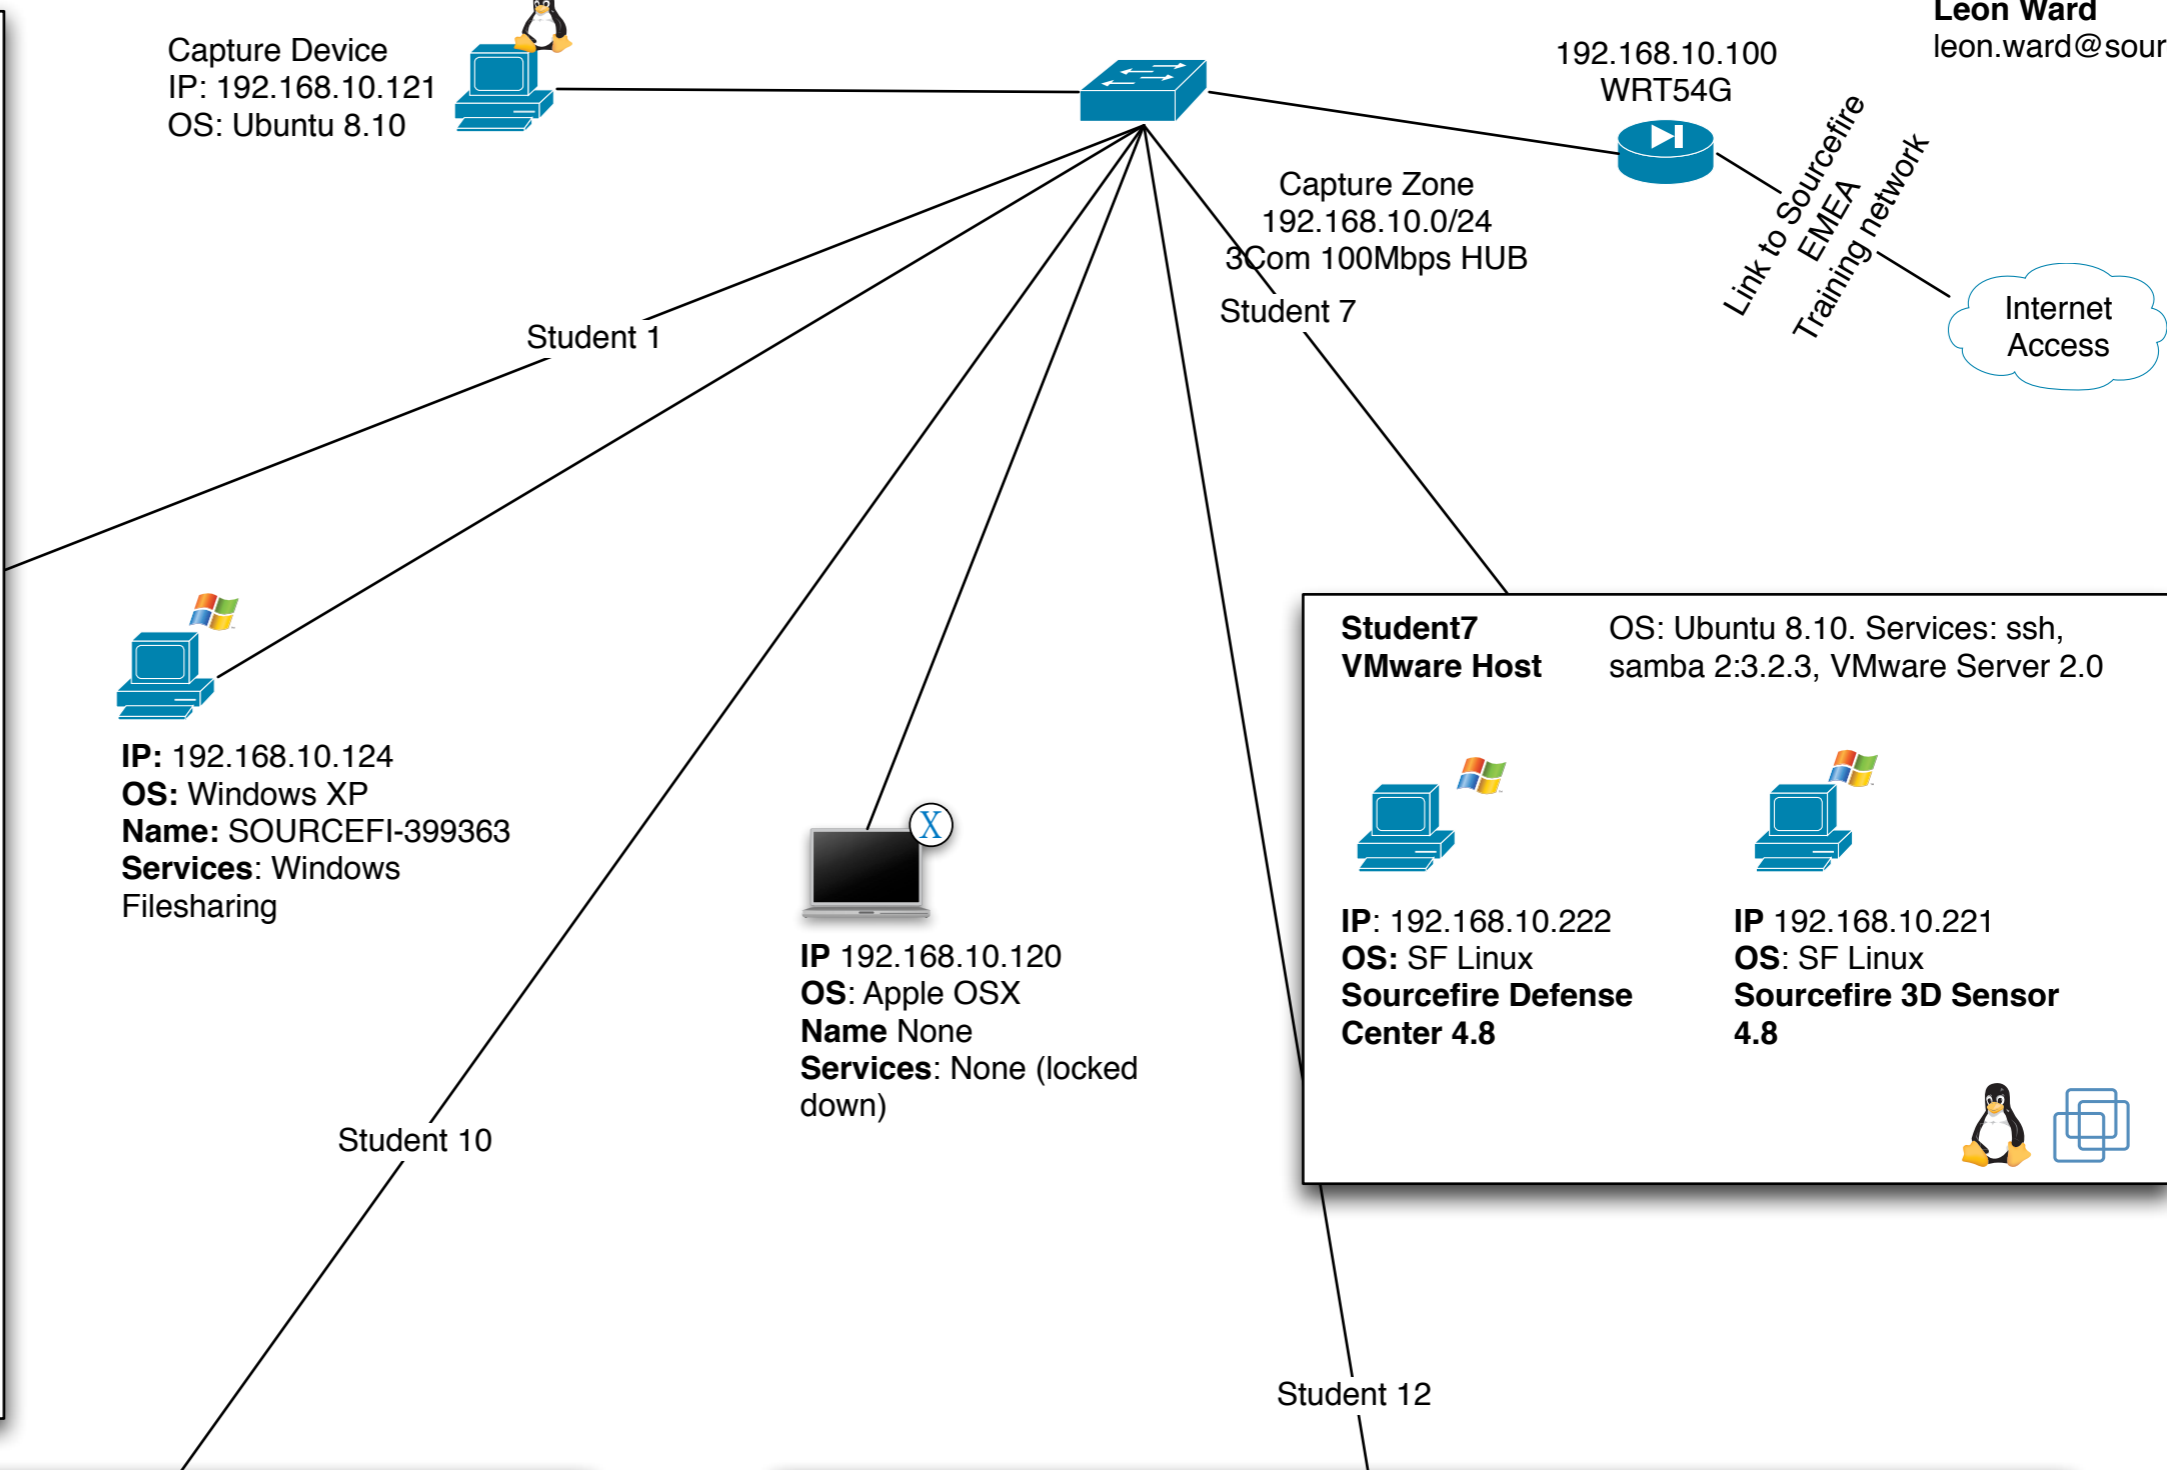 Leon Ward
leon.ward@sour
Capture Device
IP: 192.168.10.121
OS: Ubuntu 8.10
192.168.10.100
WRT54G
Link to Sourcefire
EMEA
Training network
Capture Zone
192.168.10.0/24
3Com 100Mbps HUB
Internet
Access
Student 1
Student 7
Student7
VMware Host
OS: Ubuntu 8.10. Services: ssh,
samba 2:3.2.3, VMware Server 2.0
IP: 192.168.10.124
OS: Windows XP
Name: SOURCEFI-399363
Services: Windows
Filesharing
X
IP 192.168.10.120
OS: Apple OSX
Name None
Services: None (locked
down)
IP: 192.168.10.222
OS: SF Linux
Sourcefire Defense
Center 4.8
IP 192.168.10.221
OS: SF Linux
Sourcefire 3D Sensor
4.8
Student 10
Student 12